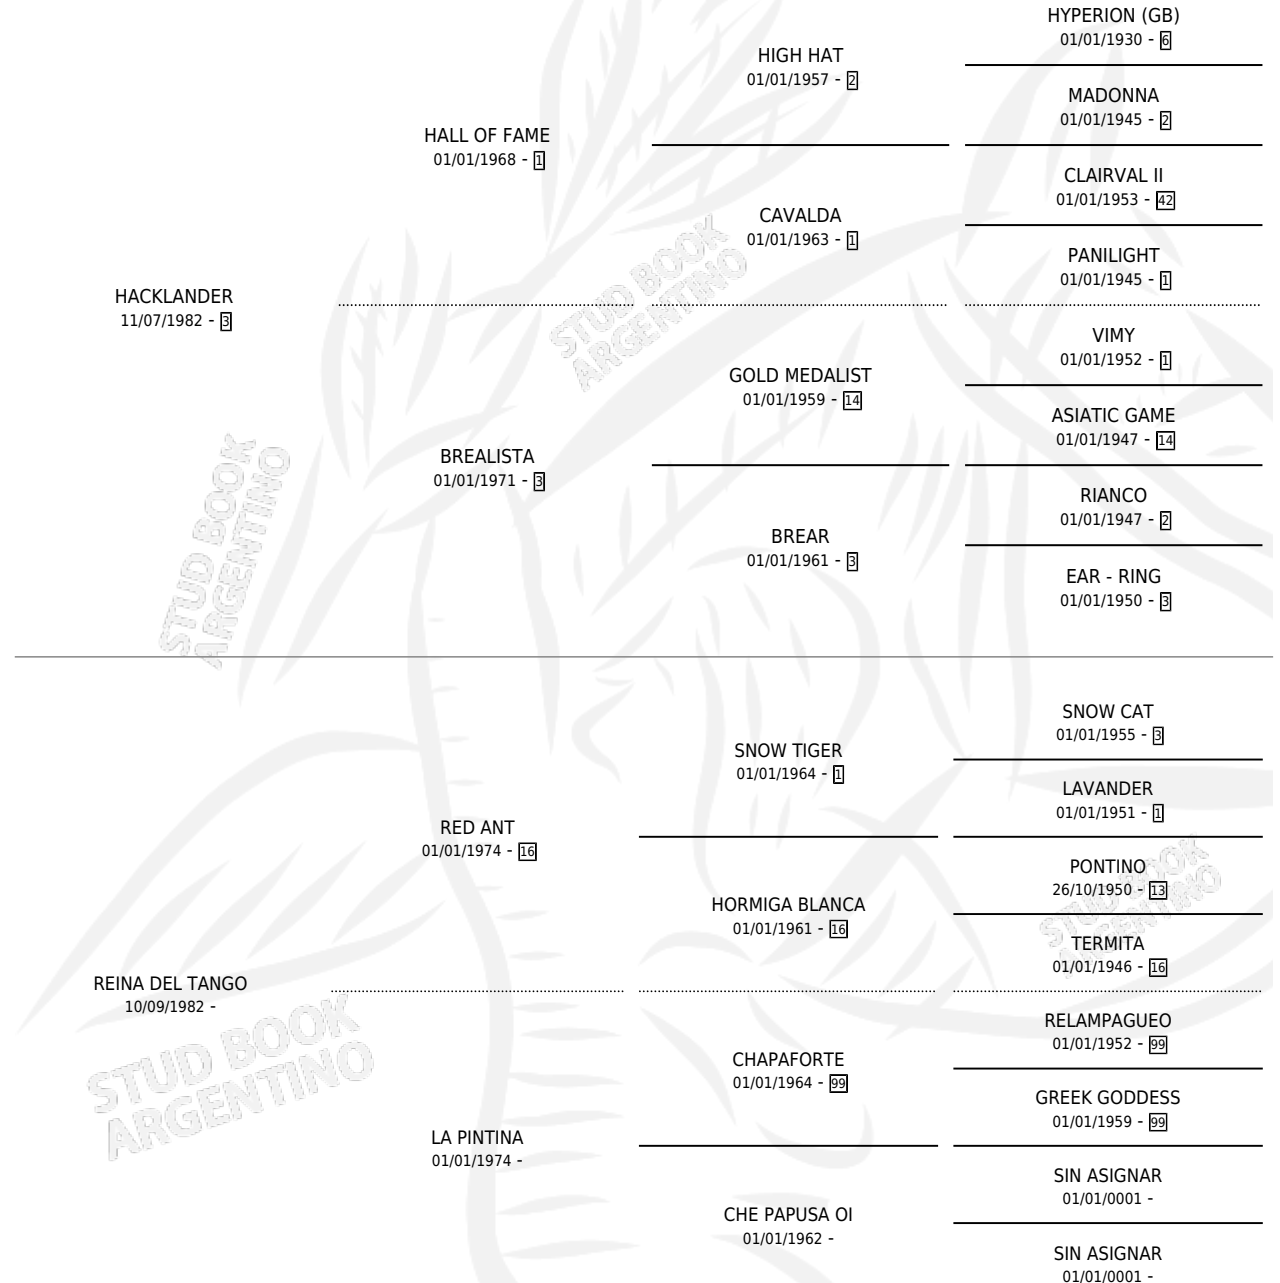 HYPERION (GB)
01/01/1930 - 6
HIGH HAT
01/01/1957 - 2
MADONNA
01/01/1945 - 2
HALL OF FAME
01/01/1968 - 1
CLAIRVAL II
01/01/1953 - 42
CAVALDA
01/01/1963 - 1
PANILIGHT
01/01/1945 - 1
HACKLANDER
11/07/1982 - 3
VIMY
01/01/1952 - 1
GOLD MEDALIST
01/01/1959 - 14
ASIATIC GAME
01/01/1947 - 14
BREALISTA
01/01/1971 - 3
RIANCO
01/01/1947 - 2
BREAR
01/01/1961 - 3
EAR - RING
01/01/1950 - 3
SNOW CAT
01/01/1955 - 3
SNOW TIGER
01/01/1964 - 1
LAVANDER
01/01/1951 - 1
RED ANT
01/01/1974 - 16
PONTINO
26/10/1950 - 13
HORMIGA BLANCA
01/01/1961 - 16
TERMITA
01/01/1946 - 16
REINA DEL TANGO
10/09/1982 -
RELAMPAGUEO
01/01/1952 - 99
CHAPAFORTE
01/01/1964 - 99
GREEK GODDESS
01/01/1959 - 99
LA PINTINA
01/01/1974 -
SIN ASIGNAR
01/01/0001 -
CHE PAPUSA OI
01/01/1962 -
SIN ASIGNAR
01/01/0001 -
STUD BOOK
ARGENTINO
STUD BOOK
ARGENTINO
STUD BOOK
ARGENTINO
STUD BOOK
ARGENTINO